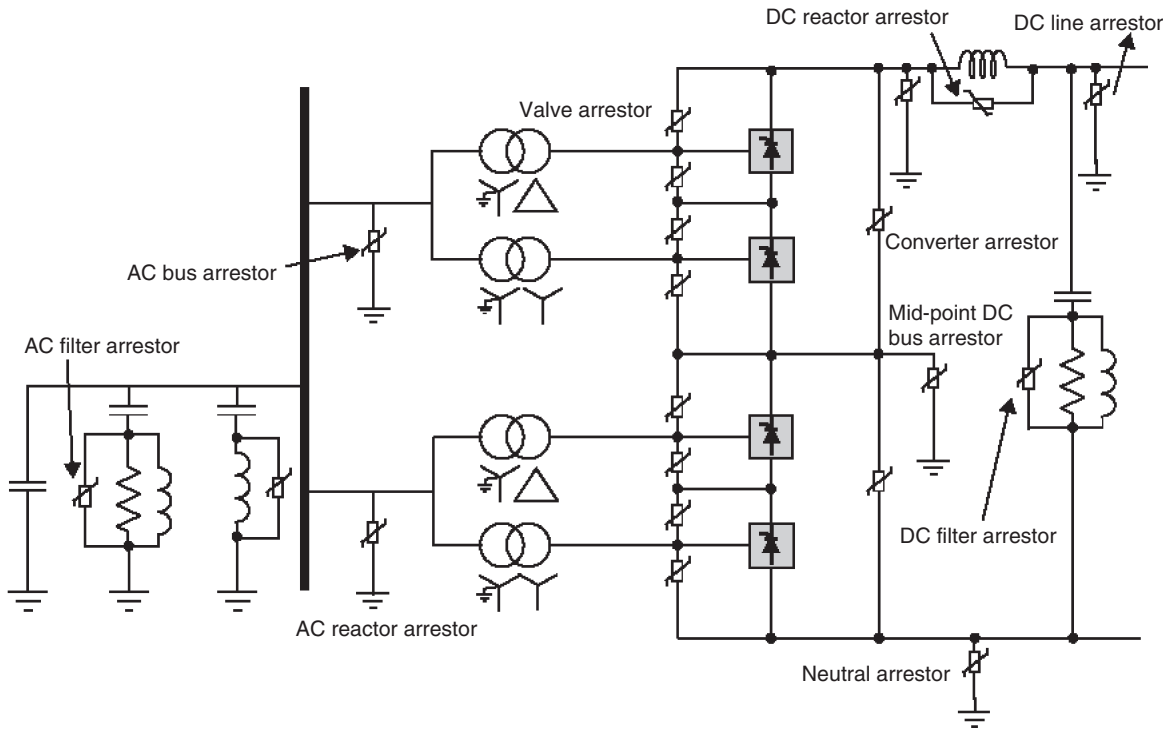 DC reactor arrestor
DC line arrestor
Valve arrestor
AC bus arrestor
Converter arrestor
Mid-point DC
bus arrestor
AC filter arrestor
DC filter arrestor
AC reactor arrestor
Neutral arrestor